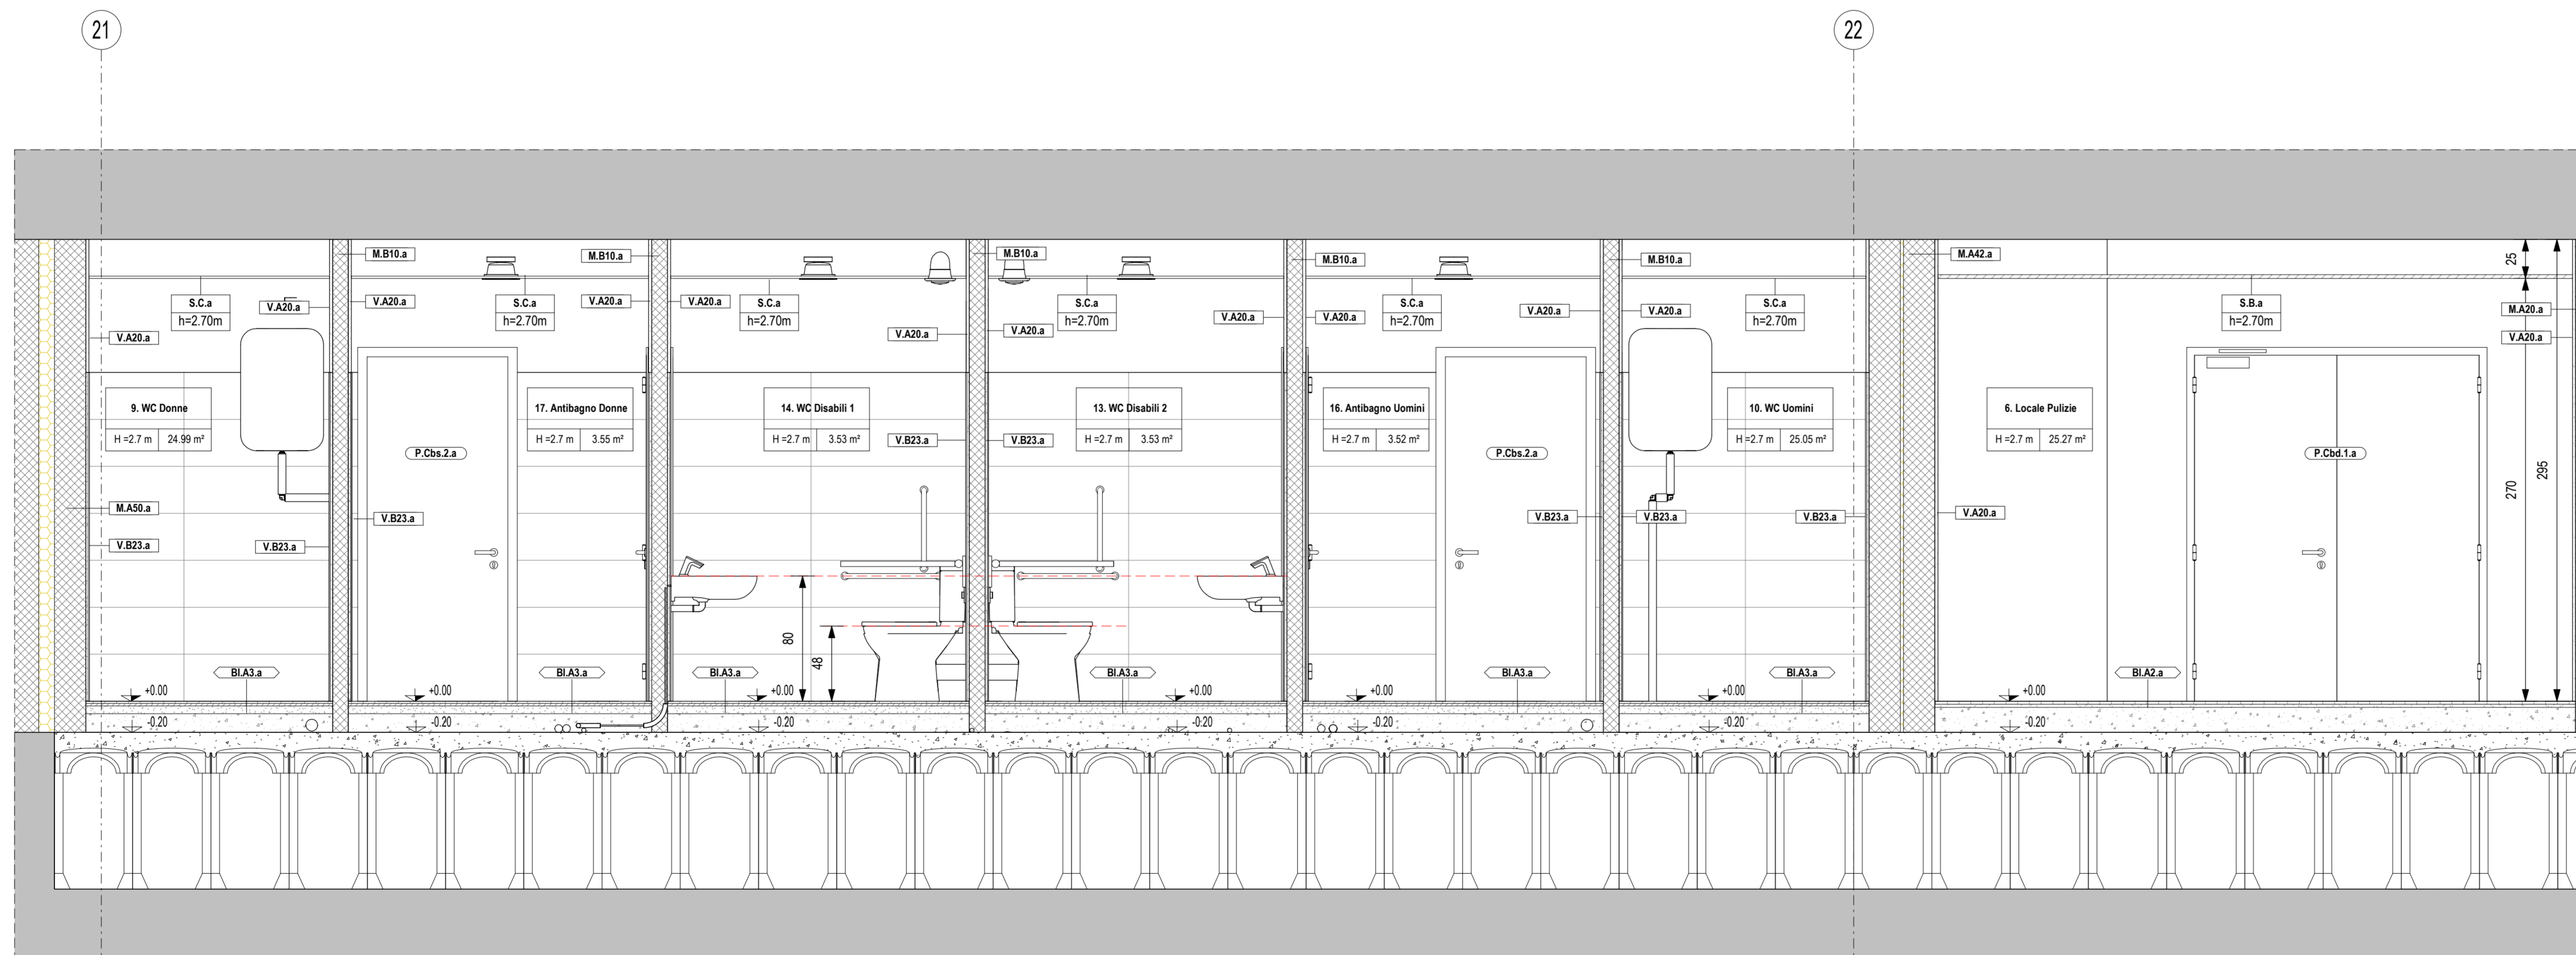 21
22
M.B10.a
M.B10.a
M.B10.a
M.B10.a
M.B10.a
M.A42.a
25
S.C.a
h=2.70m
V.A20.a
V.A20.a
S.C.a
h=2.70m
V.A20.a
V.A20.a
S.C.a
h=2.70m
V.A20.a
S.C.a
h=2.70m
V.A20.a
V.A20.a
V.A20.a
S.C.a
h=2.70m
V.A20.a
V.A20.a
S.C.a
h=2.70m
S.B.a
h=2.70m
M.A20.a
V.A20.a
V.A20.a
9. WC Donne
H =2.7 m 24.99 m²
17. Antibagno Donne
H =2.7 m 3.55 m²
14. WC Disabili 1
H =2.7 m 3.53 m²
13. WC Disabili 2
H =2.7 m 3.53 m²
16. Antibagno Uomini
H =2.7 m 3.52 m²
10. WC Uomini
H =2.7 m 25.05 m²
6. Locale Pulizie
H =2.7 m 25.27 m²
V.B23.a
V.B23.a
P.Cbs.2.a
P.Cbs.2.a
P.Cbd.1.a
270
295
M.A50.a
V.B23.a
V.B23.a
V.B23.a
V.B23.a
V.B23.a
V.B23.a
V.A20.a
80
48
BI.A3.a
BI.A3.a
BI.A3.a
BI.A3.a
BI.A3.a
BI.A3.a
BI.A2.a
+0.00
+0.00
+0.00
+0.00
+0.00
+0.00
+0.00
-0.20
-0.20
-0.20
-0.20
-0.20
-0.20
-0.20